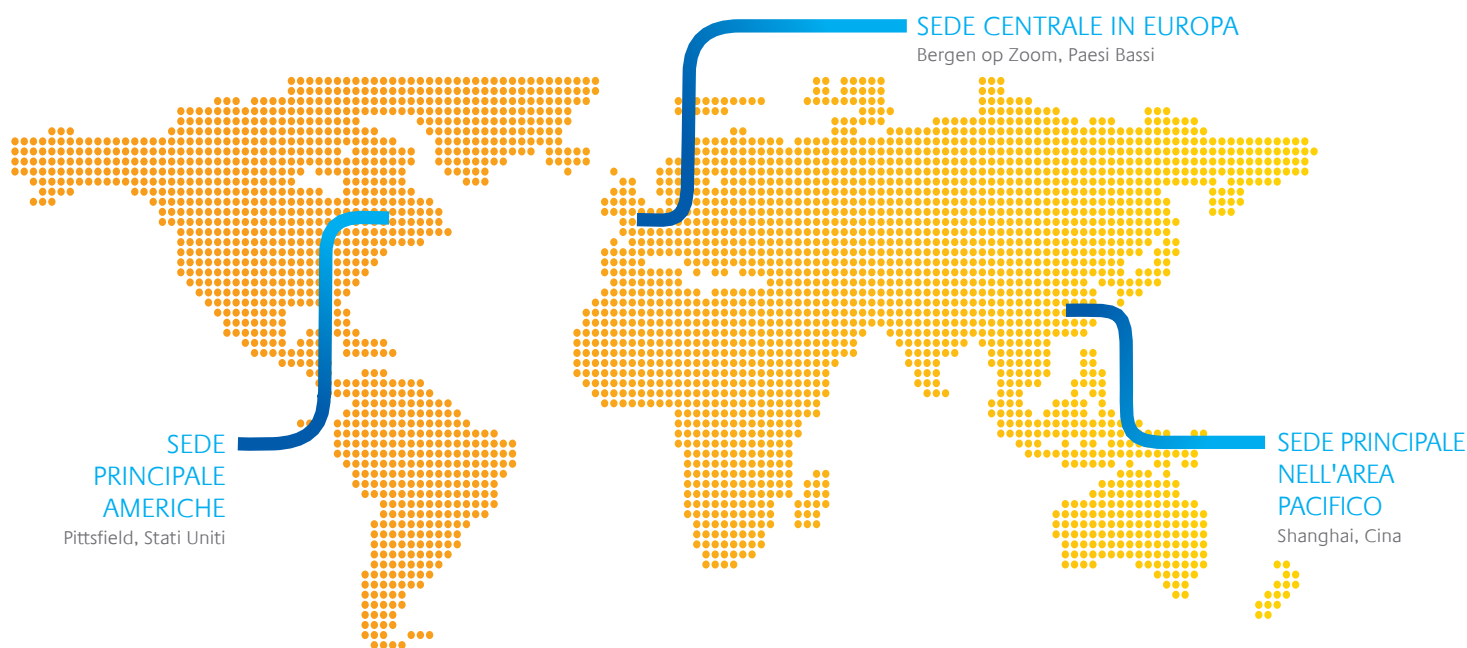 SEDE CENTRALE IN EUROPA
Bergen op Zoom, Paesi Bassi
SEDE
PRINCIPALE
AMERICHE
Pittsfield, Stati Uniti
SEDE PRINCIPALE
NELL'AREA
PACIFICO
Shanghai, Cina